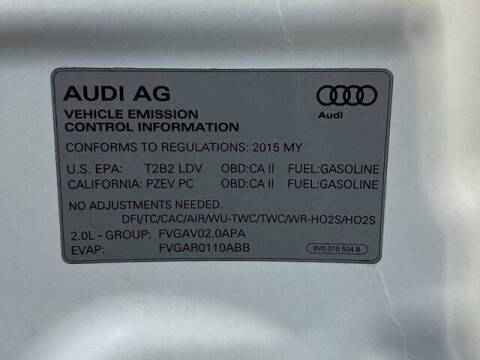 AUDI AG
Audi
VEHICLE EMISSION
CONTROL INFORMATION
CONFORMS TO REGULATIONS: 2015 MY
U.S. EPA: T2B2 LDV OBD:CA II FUEL:GASOLINE
CALIFORNIA: PZEV PC OBD:CA II FUEL:GASOLINE
NO ADJUSTMENTS NEEDED.
DFI/TC/CAC/AIR/WU-TWC/TWC/WR-HO2S/HO2S
2.0L - GROUP: FVGAV02.0APA
EVAP: FVGAR0110ABB
8V0 010 504 B